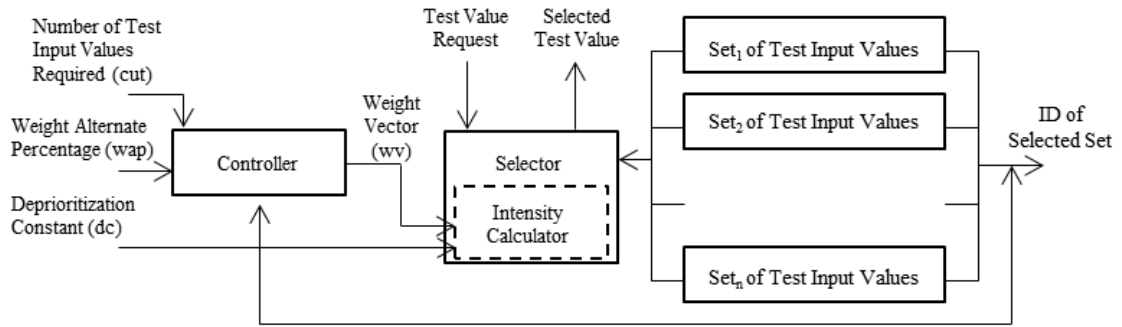 Number of Test
Input Values
Required (cut)
Weight Alternate
Percentage (wap)
Deprioritization
Constant (dc)
Controller
Weight
Vector
(wv)
Test Value
Request
Selected
Test Value
Selector
Intensity
Calculator
Set1 of Test Input Values
Set2 of Test Input Values
Setn of Test Input Values
ID of
Selected Set